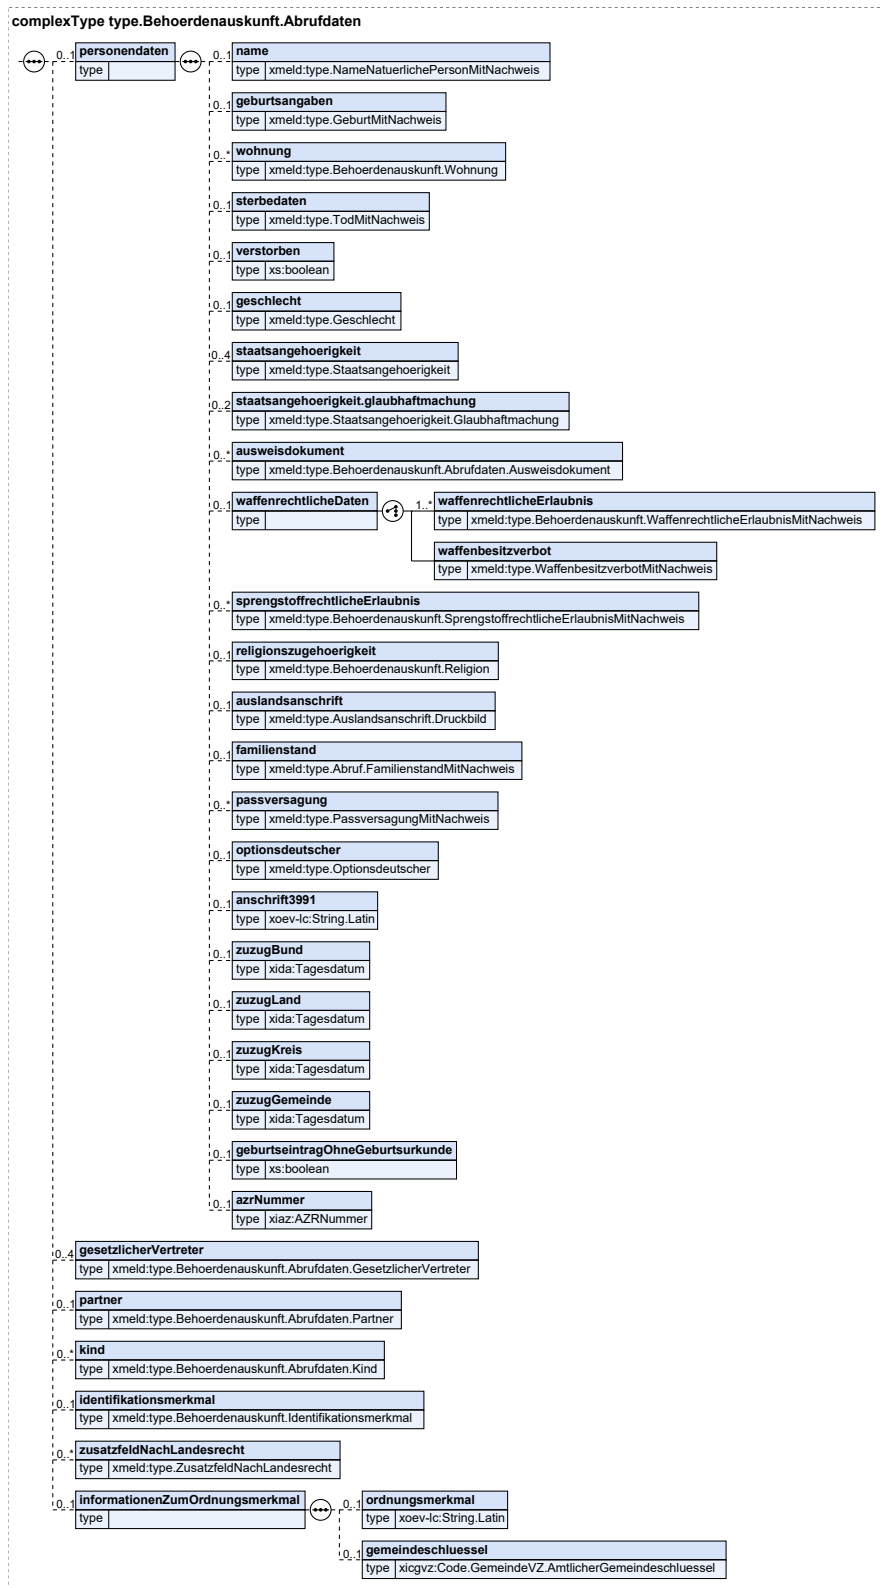 complexType type.Behoerdenauskunft.Abrufdaten
0..1 personendaten
type
0..1 name
type xmeld:type.NameNatuerlichePersonMitNachweis
0..1 geburtsangaben
type xmeld:type.GeburtMitNachweis
0..* wohnung
type xmeld:type.Behoerdenauskunft.Wohnung
0..1 sterbedaten
type xmeld:type.TodMitNachweis
0..1 verstorben
type xs:boolean
0..1 geschlecht
type xmeld:type.Geschlecht
0..4 staatsangehoerigkeit
type xmeld:type.Staatsangehoerigkeit
0..2 staatsangehoerigkeit.glaubhaftmachung
type xmeld:type.Staatsangehoerigkeit.Glaubhaftmachung
0..* ausweisdokument
type xmeld:type.Behoerdenauskunft.Abrufdaten.Ausweisdokument
0..1 waffenrechtlicheDaten
type
1..* waffenrechtlicheErlaubnis
type xmeld:type.Behoerdenauskunft.WaffenrechtlicheErlaubnisMitNachweis
waffenbesitzverbot
type xmeld:type.WaffenbesitzverbotMitNachweis
0..* sprengstoffrechtlicheErlaubnis
type xmeld:type.Behoerdenauskunft.SprengstoffrechtlicheErlaubnisMitNachweis
0..1 religionszugehoerigkeit
type xmeld:type.Behoerdenauskunft.Religion
0..1 auslandsanschrift
type xmeld:type.Auslandsanschrift.Druckbild
0..1 familienstand
type xmeld:type.Abruf.FamilienstandMitNachweis
0..* passversagung
type xmeld:type.PassversagungMitNachweis
0..1 optionsdeutscher
type xmeld:type.Optionsdeutscher
0..1 anschrift3991
type xoev-lc:String.Latin
0..1 zuzugBund
type xida:Tagesdatum
0..1 zuzugLand
type xida:Tagesdatum
0..1 zuzugKreis
type xida:Tagesdatum
0..1 zuzugGemeinde
type xida:Tagesdatum
0..1 geburtseintragOhneGeburtsurkunde
type xs:boolean
0..1 azrNummer
type xiaz:AZRNummer
0..4 gesetzlicherVertreter
type xmeld:type.Behoerdenauskunft.Abrufdaten.GesetzlicherVertreter
0..1 partner
type xmeld:type.Behoerdenauskunft.Abrufdaten.Partner
0..* kind
type xmeld:type.Behoerdenauskunft.Abrufdaten.Kind
0..1 identifikationsmerkmal
type xmeld:type.Behoerdenauskunft.Identifikationsmerkmal
0..* zusatzfeldNachLandesrecht
type xmeld:type.ZusatzfeldNachLandesrecht
0..1 informationenZumOrdnungsmerkmal
type
0..1 ordnungsmerkmal
type xoev-lc:String.Latin
0..1 gemeindeschluessel
type xicgvz:Code.GemeindeVZ.AmtlicherGemeindeschluessel